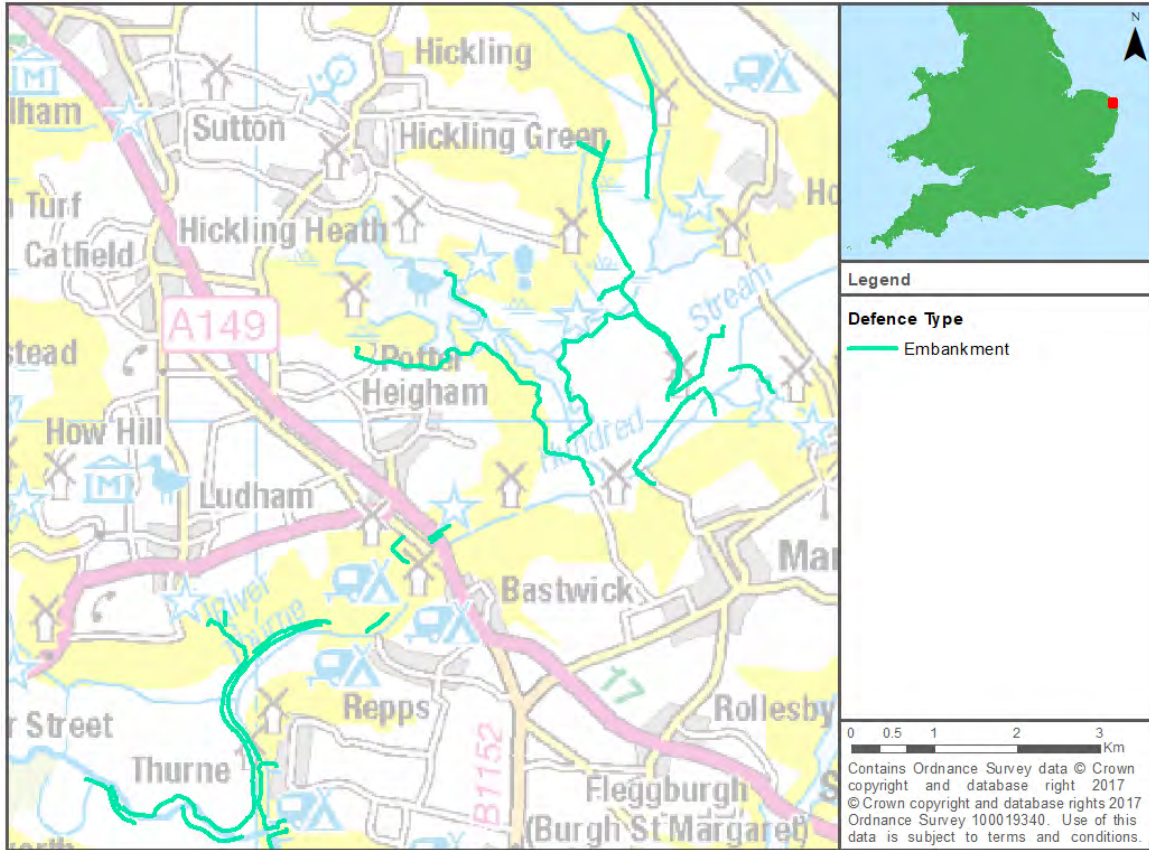 Hickling
lham
Sutton
Hickling Green
Ho
Turf
Hickling Heath
Catfield
Stream
A149
stead
Potter
Heigham
How Hill
Hundred
Ludham
Mar
Bastwick
17
Repps
Rollesby
r Street
Thurne
B1152
Fleggburgh
(Burgh St Margaret)
N
Legend
Defence Type
Embankment
0 0.5 1 2 3
Km
Contains Ordnance Survey data © Crown
copyright and database right 2017
© Crown copyright and database rights 2017
Ordnance Survey 100019340. Use of this
data is subject to terms and conditions.